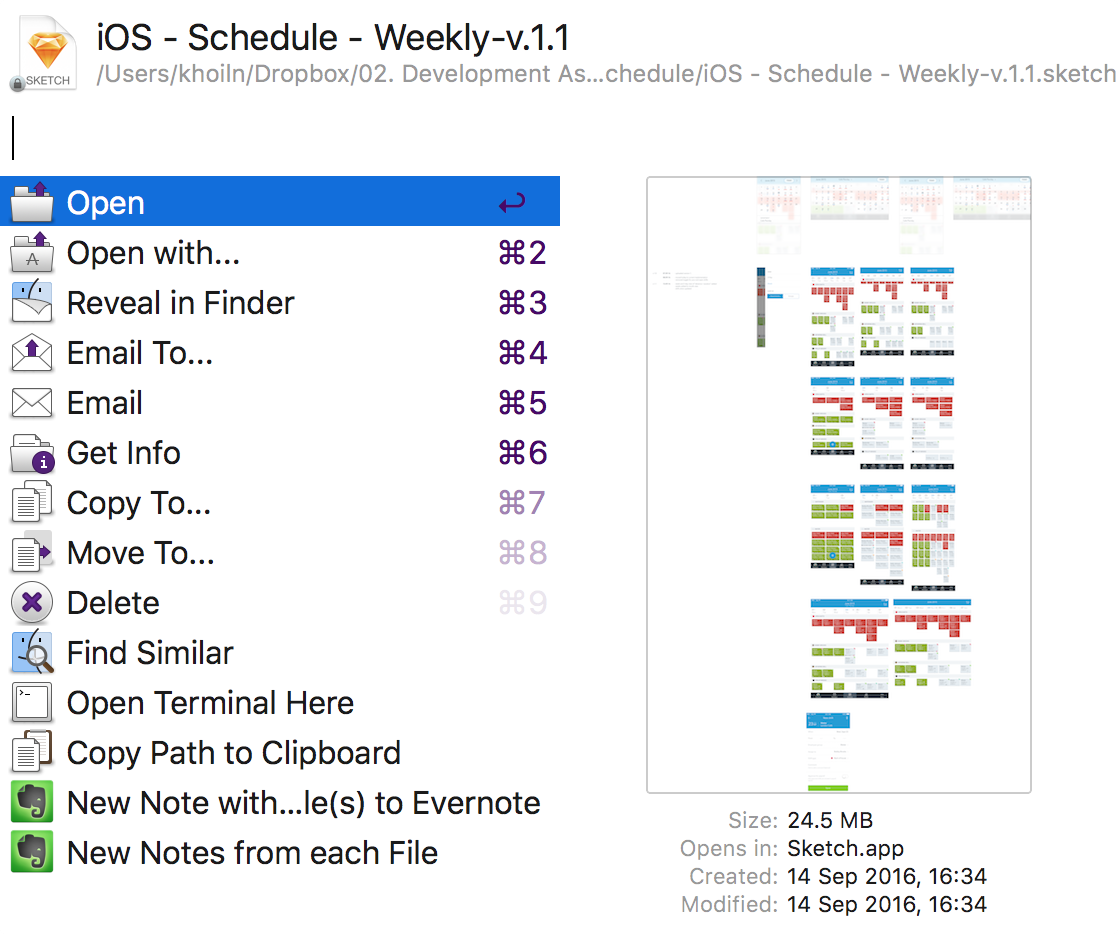 SKETCH
iOS - Schedule - Weekly-v.1.1
/Users/khoiln/Dropbox/02. Development As...chedule/iOS - Schedule - Weekly-v.1.1.sketch
Open ↩
Open with... ⌘2
Reveal in Finder ⌘3
Email To... ⌘4
Email ⌘5
Get Info ⌘6
Copy To... ⌘7
Move To... ⌘8
Delete ⌘9
Find Similar
Open Terminal Here
Copy Path to Clipboard
New Note with...le(s) to Evernote
New Notes from each File
Size: 24.5 MB
Opens in: Sketch.app
Created: 14 Sep 2016, 16:34
Modified: 14 Sep 2016, 16:34